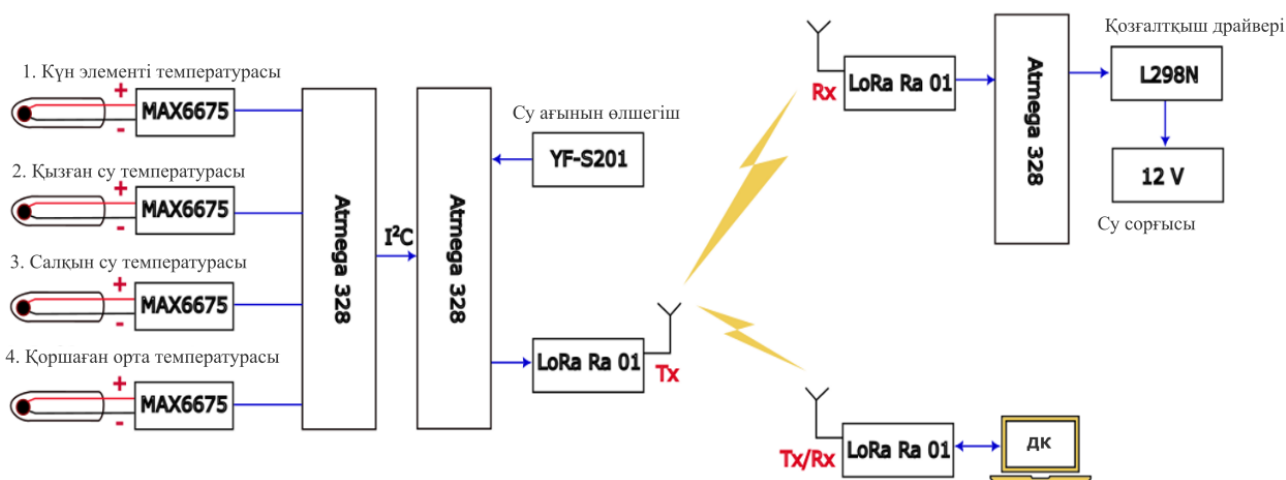 1. Күн элементі температурасы
+
MAX6675
-
2. Қызған су температурасы
+
MAX6675
-
3. Салқын су температурасы
+
MAX6675
-
4. Қоршаған орта температурасы
+
MAX6675
-
Atmega 328
I²C
Atmega 328
Су ағынын өлшегіш
YF-S201
LoRa Ra 01
Tx
Rx
LoRa Ra 01
Atmega 328
Қозғалтқыш драйвері
L298N
12 V
Су сорғысы
Tx/Rx
LoRa Ra 01
ДК